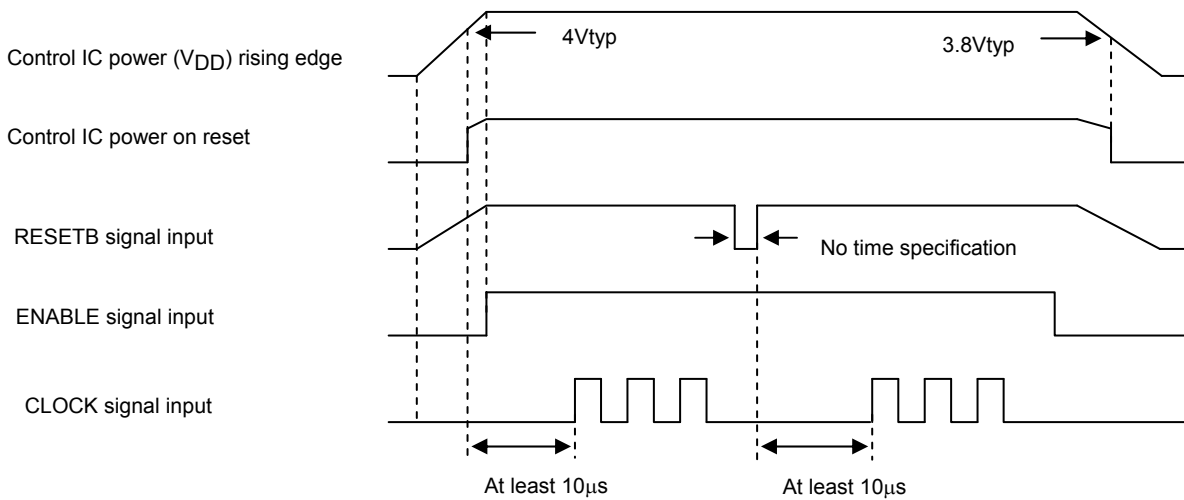 4Vtyp
3.8Vtyp
Control IC power (VDD) rising edge
Control IC power on reset
RESETB signal input
No time specification
ENABLE signal input
CLOCK signal input
At least 10μs
At least 10μs